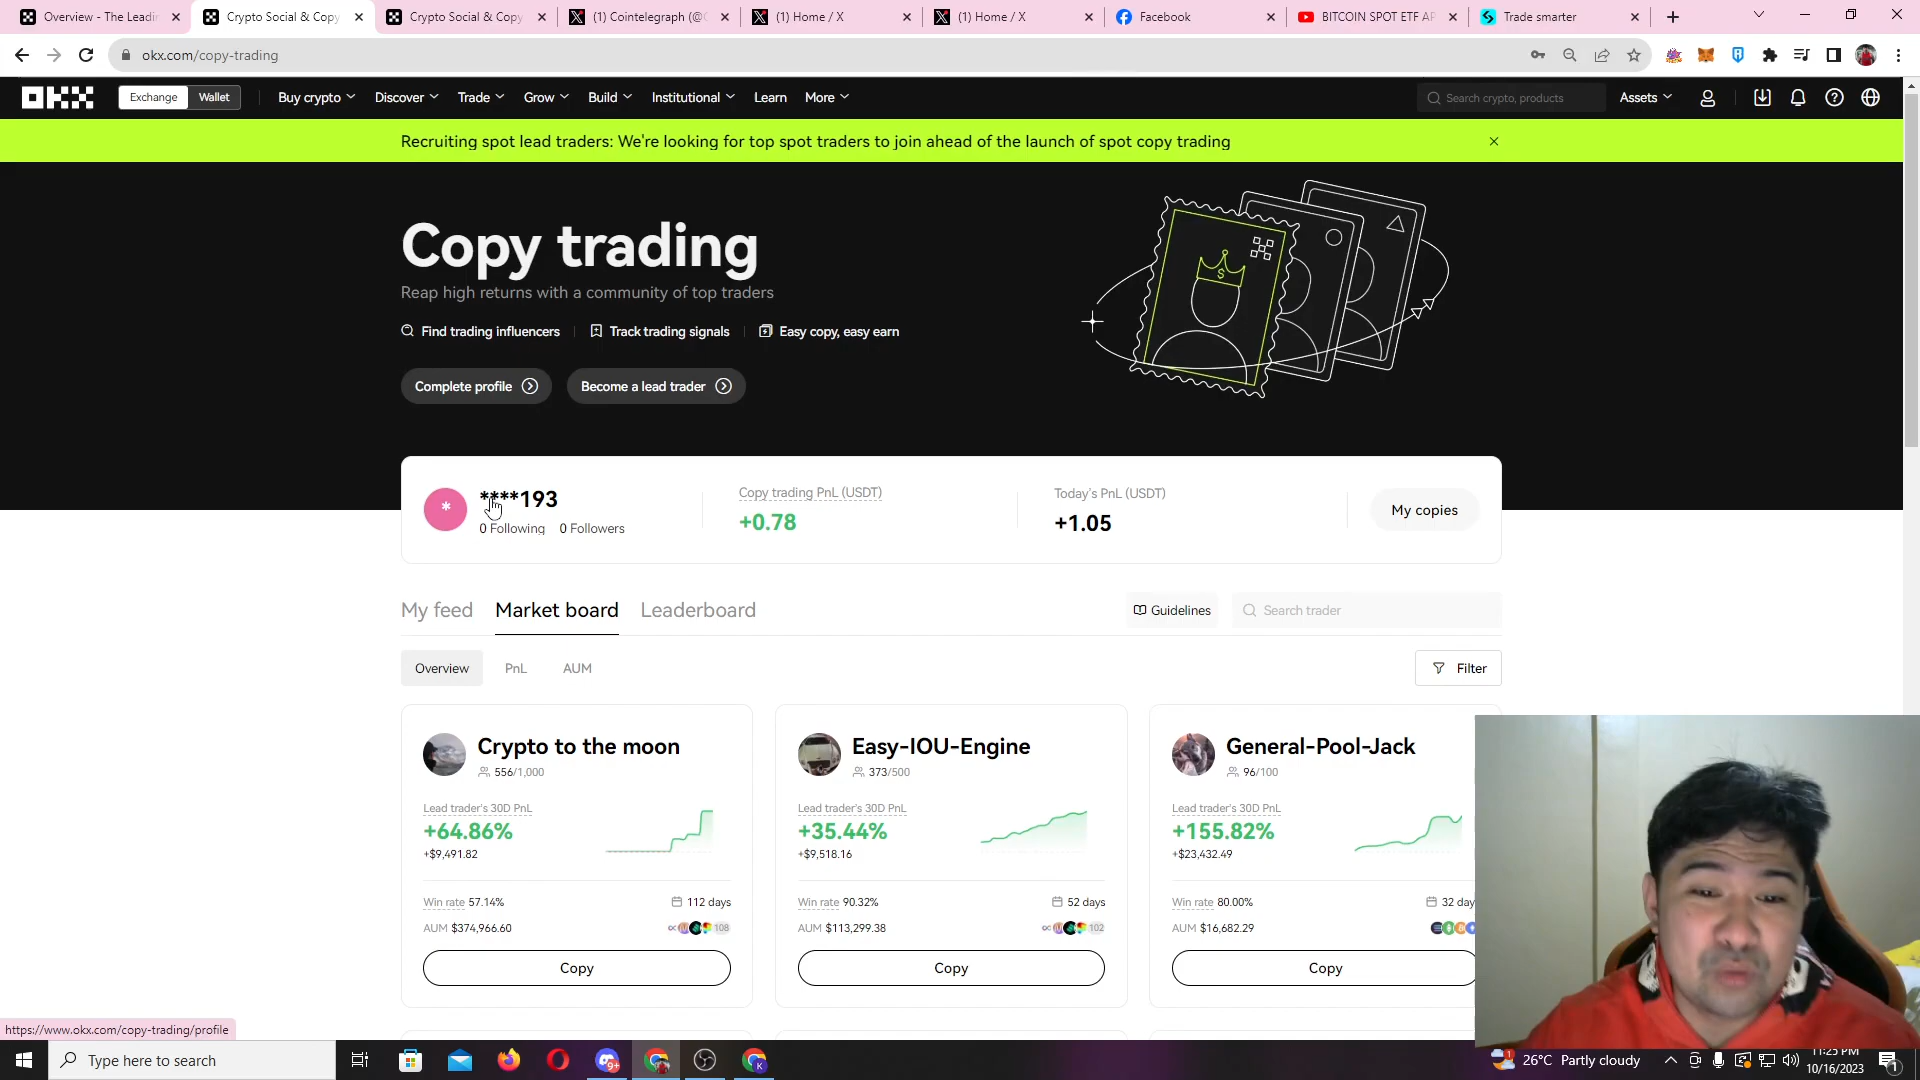 Overview - The Leadin
Crypto Social & Copy
Crypto Social & Copy
(1) Cointelegraph (@C
(1) Home / X
(1) Home / X
Facebook
BITCOIN SPOT ETF AP
Trade smarter
okx.com/copy-trading
OKX
Exchange
Wallet
Buy crypto
Discover
Trade
Grow
Build
Institutional
Learn
More
Search crypto, products
Assets
Recruiting spot lead traders: We're looking for top spot traders to join ahead of the launch of spot copy trading
Copy trading
Reap high returns with a community of top traders
Find trading influencers
Track trading signals
Easy copy, easy earn
Complete profile
Become a lead trader
*
****193
0 Following 0 Followers
Copy trading PnL (USDT)
+0.78
Today's PnL (USDT)
+1.05
My copies
My feed
Market board
Leaderboard
Guidelines
Search trader
Overview
PnL
AUM
Filter
Crypto to the moon
556/1,000
Lead trader's 30D PnL
+64.86%
+$9,491.82
Win rate 57.14%
112 days
AUM $374,966.60
108
Copy
Easy-IOU-Engine
373/500
Lead trader's 30D PnL
+35.44%
+$9,518.16
Win rate 90.32%
52 days
AUM $113,299.38
102
Copy
General-Pool-Jack
96/100
Lead trader's 30D PnL
+155.82%
+$23,432.49
Win rate 80.00%
32 day
AUM $16,682.29
Copy
https://www.okx.com/copy-trading/profile
Type here to search
26°C Partly cloudy
11:25 PM
10/16/2023